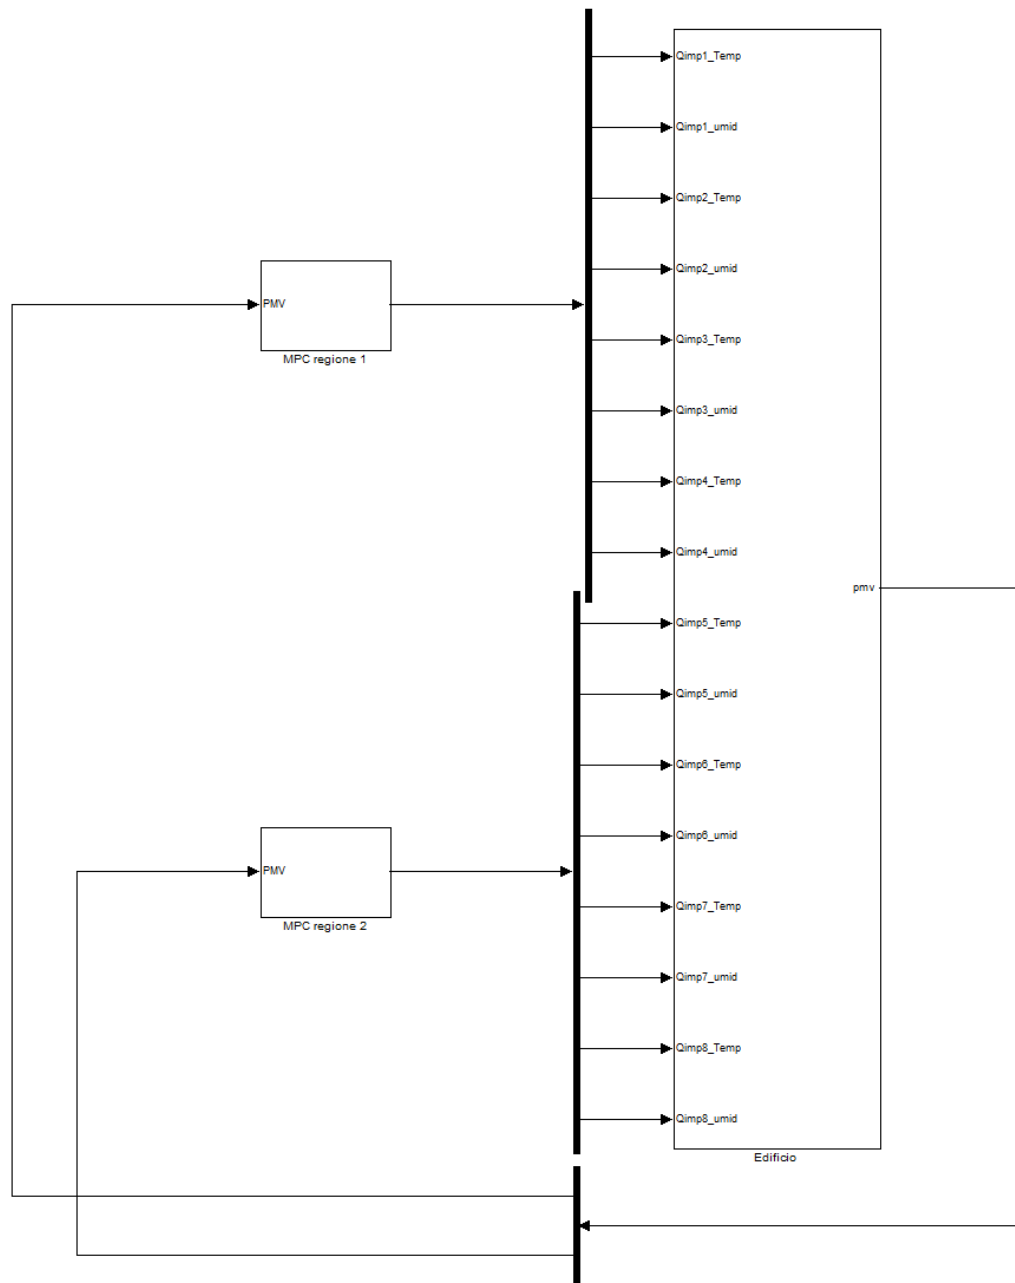 Qimp1_Temp
Qimp1_umid
Qimp2_Temp
Qimp2_umid
PMV
MPC regione 1
Qimp3_Temp
Qimp3_umid
Qimp4_Temp
Qimp4_umid
pmv
Qimp5_Temp
Qimp5_umid
Qimp6_Temp
Qimp6_umid
PMV
MPC regione 2
Qimp7_Temp
Qimp7_umid
Qimp8_Temp
Qimp8_umid
Edificio